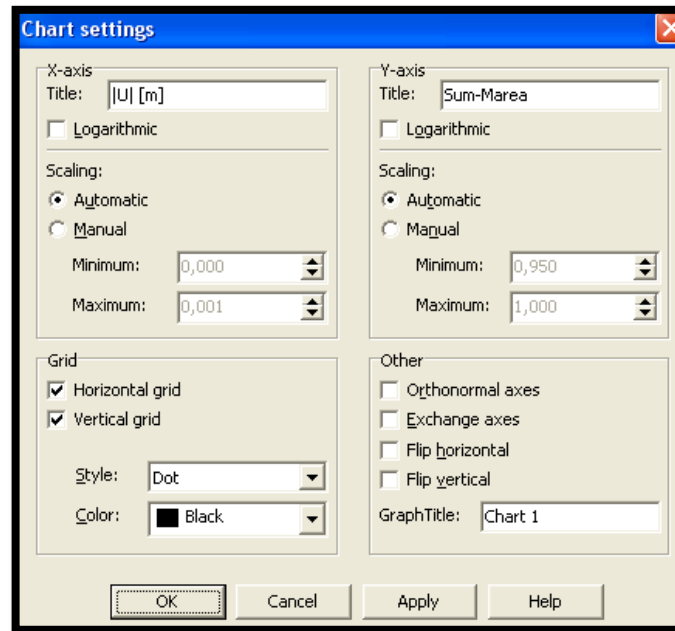 Chart settings
X-axis
Title: |U| [m]
Logarithmic
Scaling:
Automatic
Manual
Minimum: 0,000
Maximum: 0,001
Y-axis
Title: Sum-Marea
Logarithmic
Scaling:
Automatic
Manual
Minimum: 0,950
Maximum: 1,000
Grid
Horizontal grid
Vertical grid
Style: Dot
Color: Black
Other
Orthonormal axes
Exchange axes
Flip horizontal
Flip vertical
GraphTitle: Chart 1
OK Cancel Apply Help